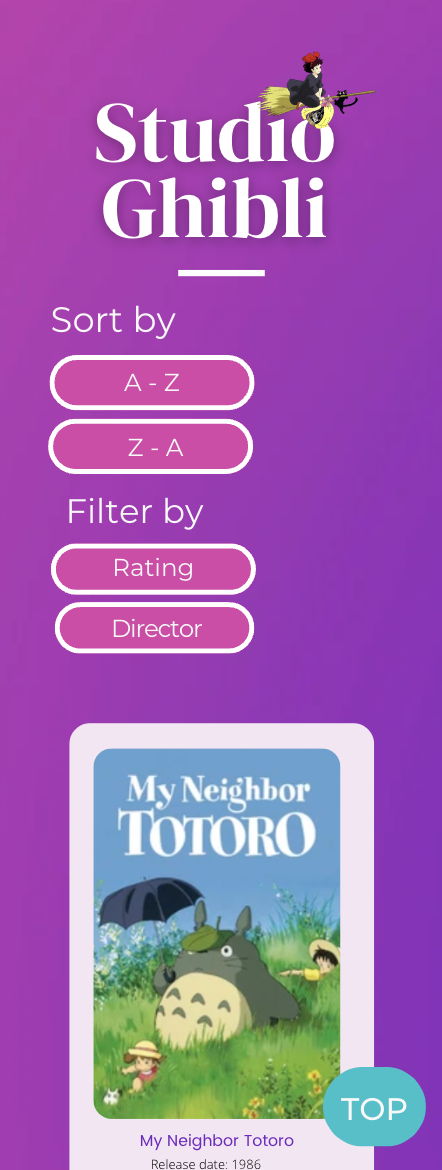 Studio
Ghibli
Sort by
A - Z
Z - A
Filter by
Rating
Director
My Neighbor
TOTORO
TOP
My Neighbor Totoro
Release date: 1986